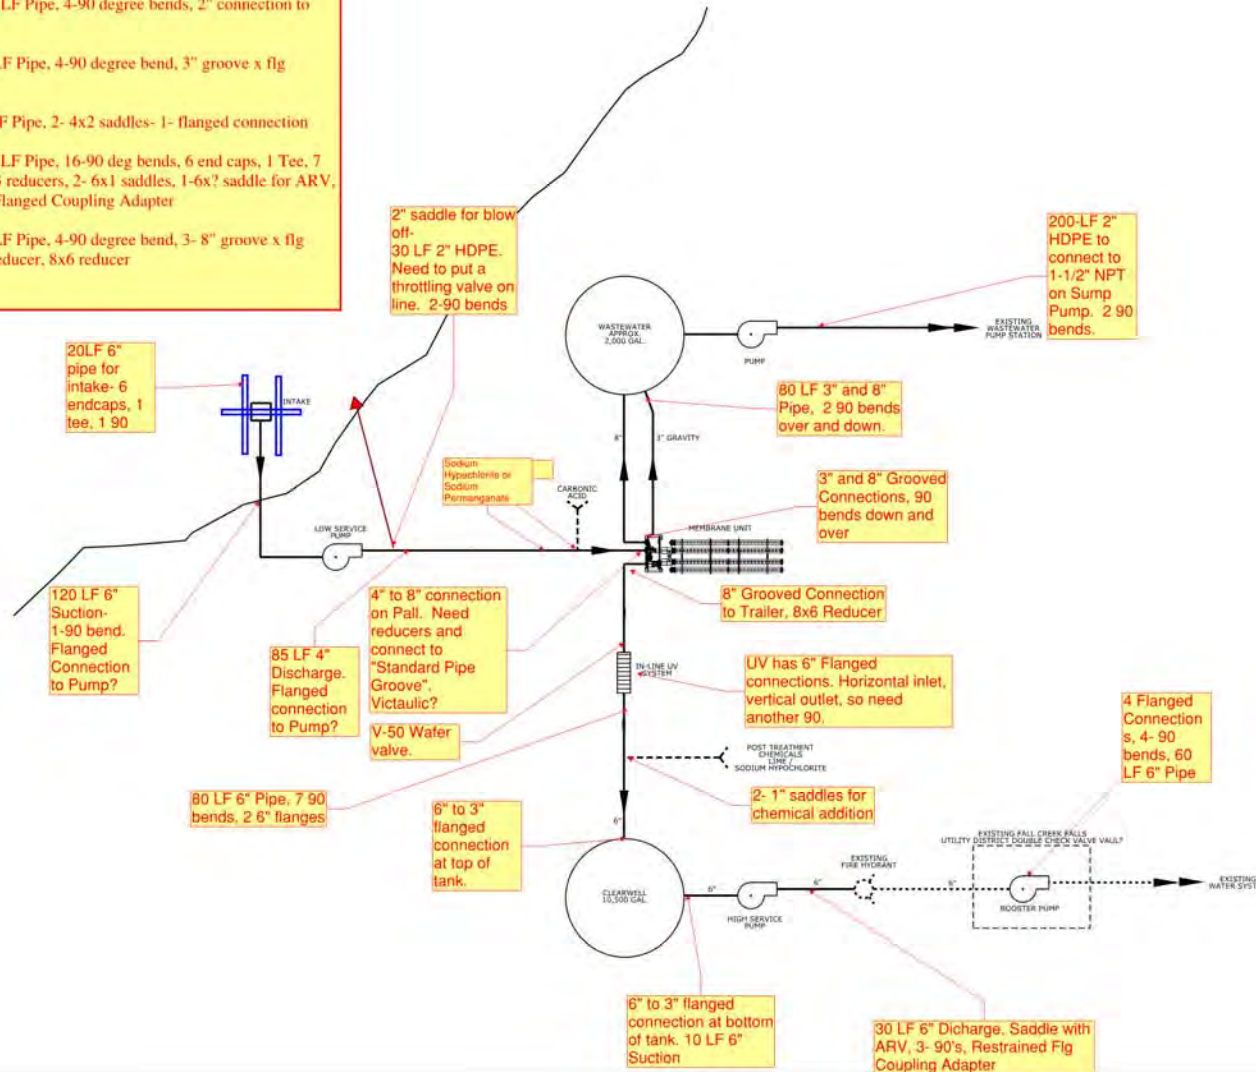 LF Pipe, 4-90 degree bends, 2" connection to
LF Pipe, 4-90 degree bend, 3" groove x flg
F Pipe, 2- 4x2 saddles- 1- flanged connection
LF Pipe, 16-90 deg bends, 6 end caps, 1 Tee, 7
reducers, 2- 6x1 saddles, 1-6x? saddle for ARV,
Flanged Coupling Adapter
LF Pipe, 4-90 degree bend, 3- 8" groove x flg
educer, 8x6 reducer
2" saddle for blow
off-
30 LF 2" HDPE.
Need to put a
throttling valve on
line. 2-90 bends
200-LF 2"
HDPE to
connect to
1-1/2" NPT
on Sump
Pump. 2 90
bends.
WASTEWATER
APPROX.
2,000 GAL.
PUMP
EXISTING
WASTEWATER
PUMP STATION
20LF 6"
pipe for
intake- 6
endcaps, 1
tee, 1 90
INTAKE
80 LF 3" and 8"
Pipe, 2 90 bends
over and down.
8"
3" GRAVITY
Sodium
Hypochlorite or
Sodium
Permanganate
CARBONIC
ACID
3" and 8" Grooved
Connections, 90
bends down and
over
LOW SERVICE
PUMP
MEMBRANE UNIT
120 LF 6"
Suction-
1-90 bend.
Flanged
Connection
to Pump?
85 LF 4"
Discharge.
Flanged
connection
to Pump?
4" to 8" connection
on Pall. Need
reducers and
connect to
"Standard Pipe
Groove".
Victaulic?
8" Grooved Connection
to Trailer, 8x6 Reducer
IN-LINE UV
SYSTEM
UV has 6" Flanged
connections. Horizontal inlet,
vertical outlet, so need
another 90.
V-50 Wafer
valve.
4 Flanged
Connection
s, 4- 90
bends, 60
LF 6" Pipe
POST TREATMENT
CHEMICALS
LIME /
SODIUM HYPOCHLORITE
80 LF 6" Pipe, 7 90
bends, 2 6" flanges
2- 1" saddles for
chemical addition
6" to 3"
flanged
connection
at top of
tank.
6"
EXISTING FALL CREEK FALLS
UTILITY DISTRICT DOUBLE CHECK VALVE VAULT
EXISTING
FIRE HYDRANT
CLEARWELL
10,500 GAL
6"
6"
6"
HIGH SERVICE
PUMP
BOOSTER PUMP
EXISTING
WATER SYST
6" to 3" flanged
connection at bottom
of tank. 10 LF 6"
Suction
30 LF 6" Dicharge, Saddle with
ARV, 3- 90's, Restrained Flg
Coupling Adapter